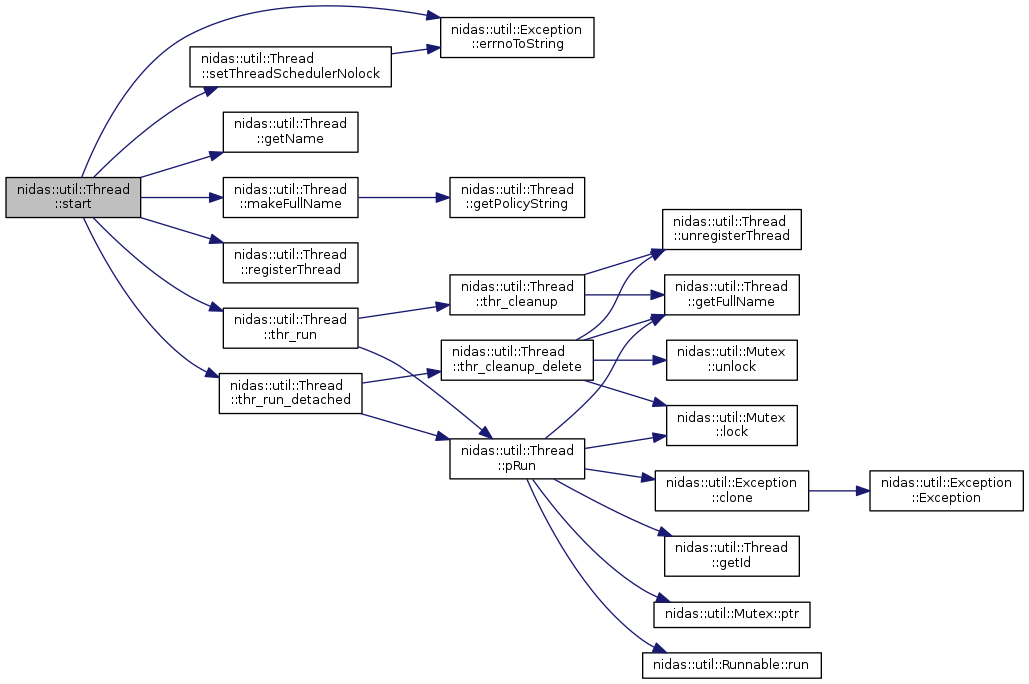 nidas::util::Thread
::start
nidas::util::Exception
::errnoToString
nidas::util::Thread
::setThreadSchedulerNolock
nidas::util::Thread
::getName
nidas::util::Thread
::makeFullName
nidas::util::Thread
::getPolicyString
nidas::util::Thread
::registerThread
nidas::util::Thread
::thr_run
nidas::util::Thread
::thr_run_detached
nidas::util::Thread
::thr_cleanup
nidas::util::Thread
::thr_cleanup_delete
nidas::util::Thread
::pRun
nidas::util::Thread
::unregisterThread
nidas::util::Thread
::getFullName
nidas::util::Mutex
::unlock
nidas::util::Mutex
::lock
nidas::util::Exception
::clone
nidas::util::Exception
::Exception
nidas::util::Thread
::getId
nidas::util::Mutex::ptr
nidas::util::Runnable::run